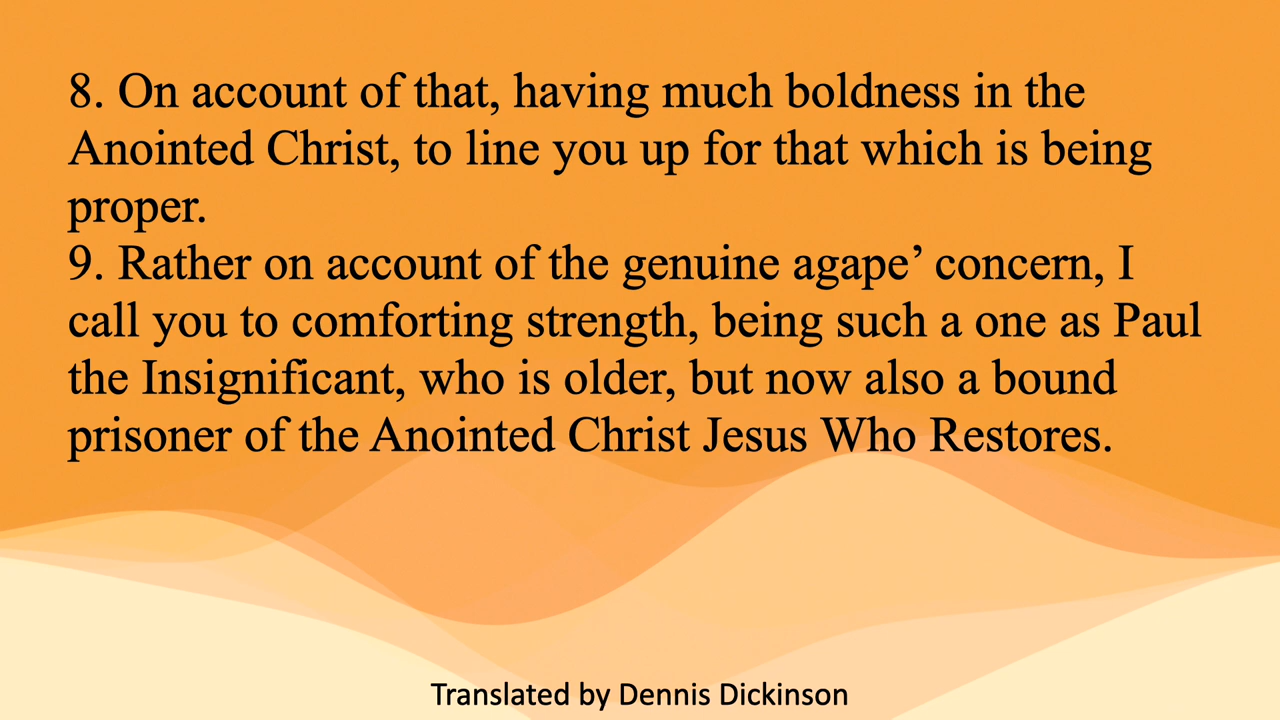 8. On account of that, having much boldness in the
Anointed Christ, to line you up for that which is being
proper.
9. Rather on account of the genuine agape’ concern, I
call you to comforting strength, being such a one as Paul
the Insignificant, who is older, but now also a bound
prisoner of the Anointed Christ Jesus Who Restores.
Translated by Dennis Dickinson